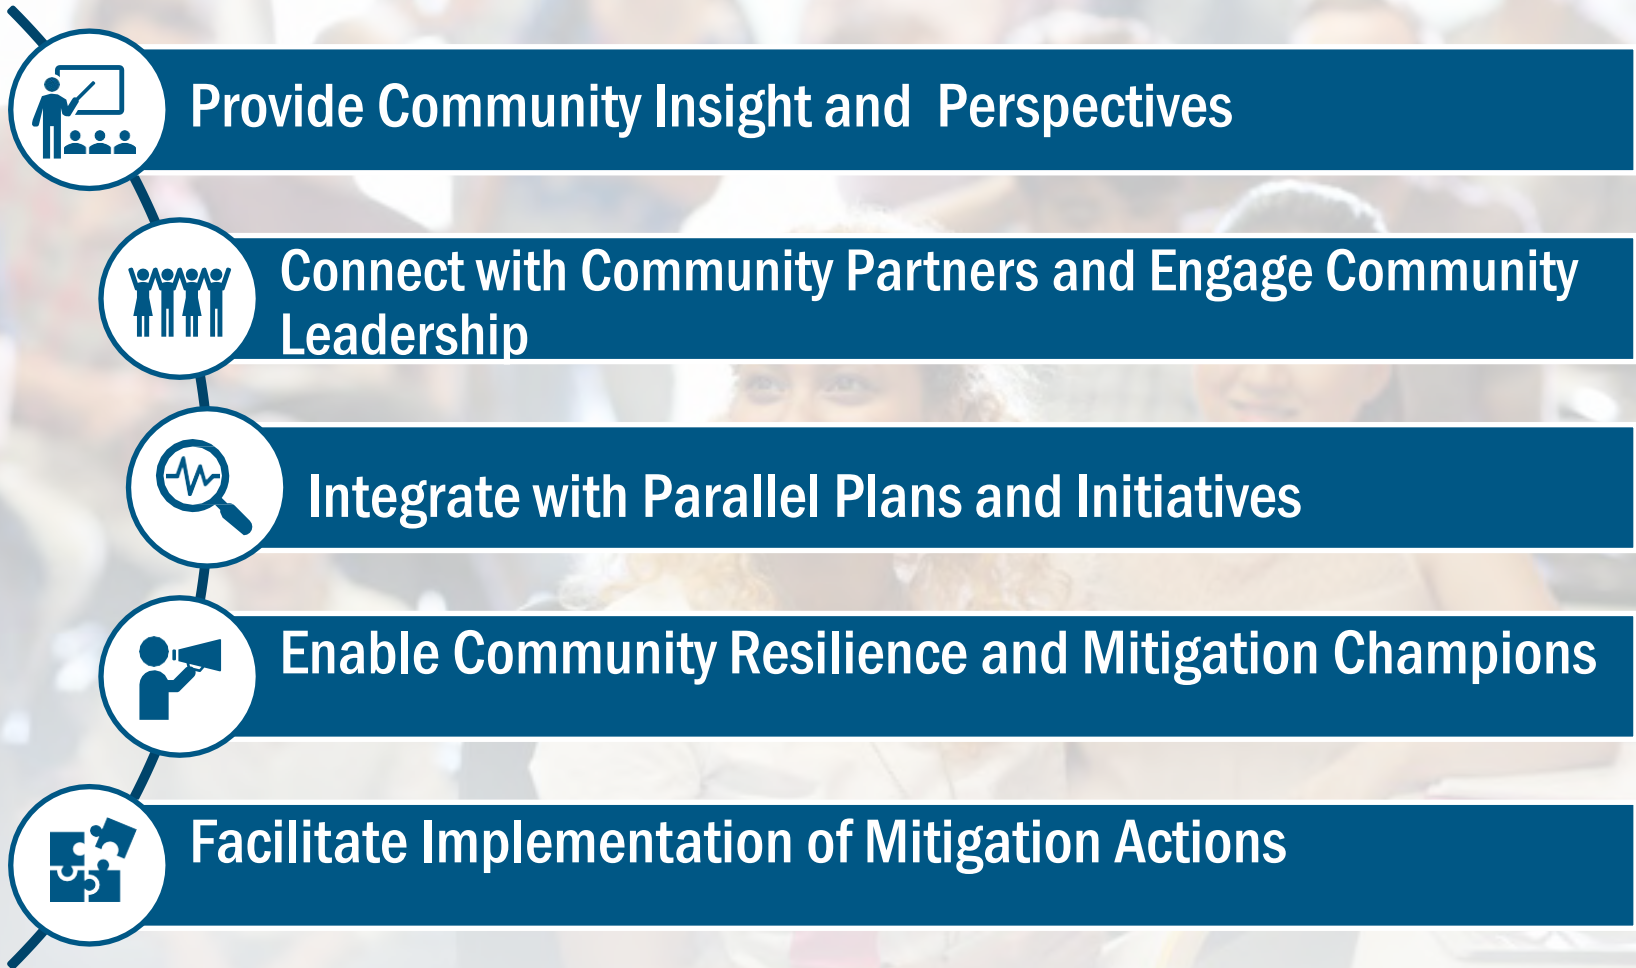 Provide Community Insight and  Perspectives
Connect with Community Partners and Engage Community
Leadership
Integrate with Parallel Plans and Initiatives
Enable Community Resilience and Mitigation Champions
Facilitate Implementation of Mitigation Actions